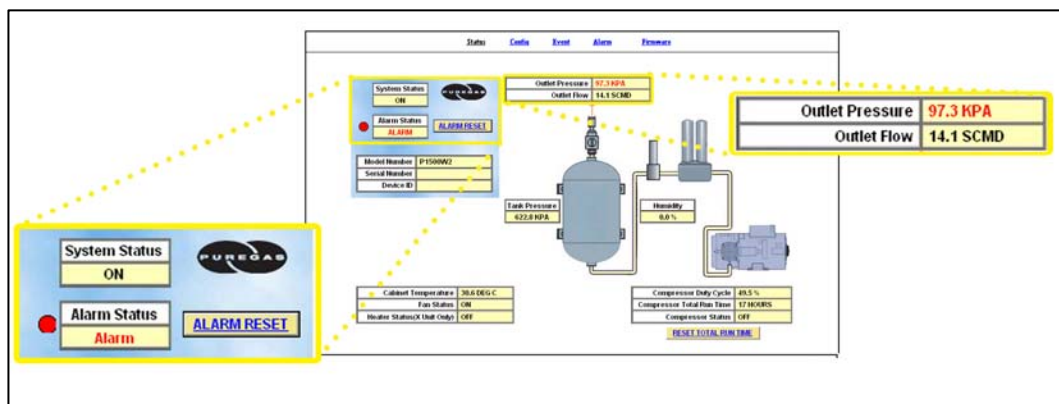 Status Config Event Alarm Firmware
System Status
ON
PUREGAS
Alarm Status
ALARM
ALARM RESET
Model Number P1500W2
Serial Number
Device ID
Outlet Pressure 97.3 KPA
Outlet Flow 14.1 SCMD
Outlet Pressure 97.3 KPA
Outlet Flow 14.1 SCMD
Tank Pressure
622.8 KPA
Humidity
0.0 %
System Status
ON
PUREGAS
Alarm Status
Alarm
ALARM RESET
Cabinet Temperature 30.6 DEG C
Fan Status ON
Heater Status(X Unit Only) OFF
Compressor Duty Cycle 49.5 %
Compressor Total Run Time 17 HOURS
Compressor Status OFF
RESET TOTAL RUN TIME